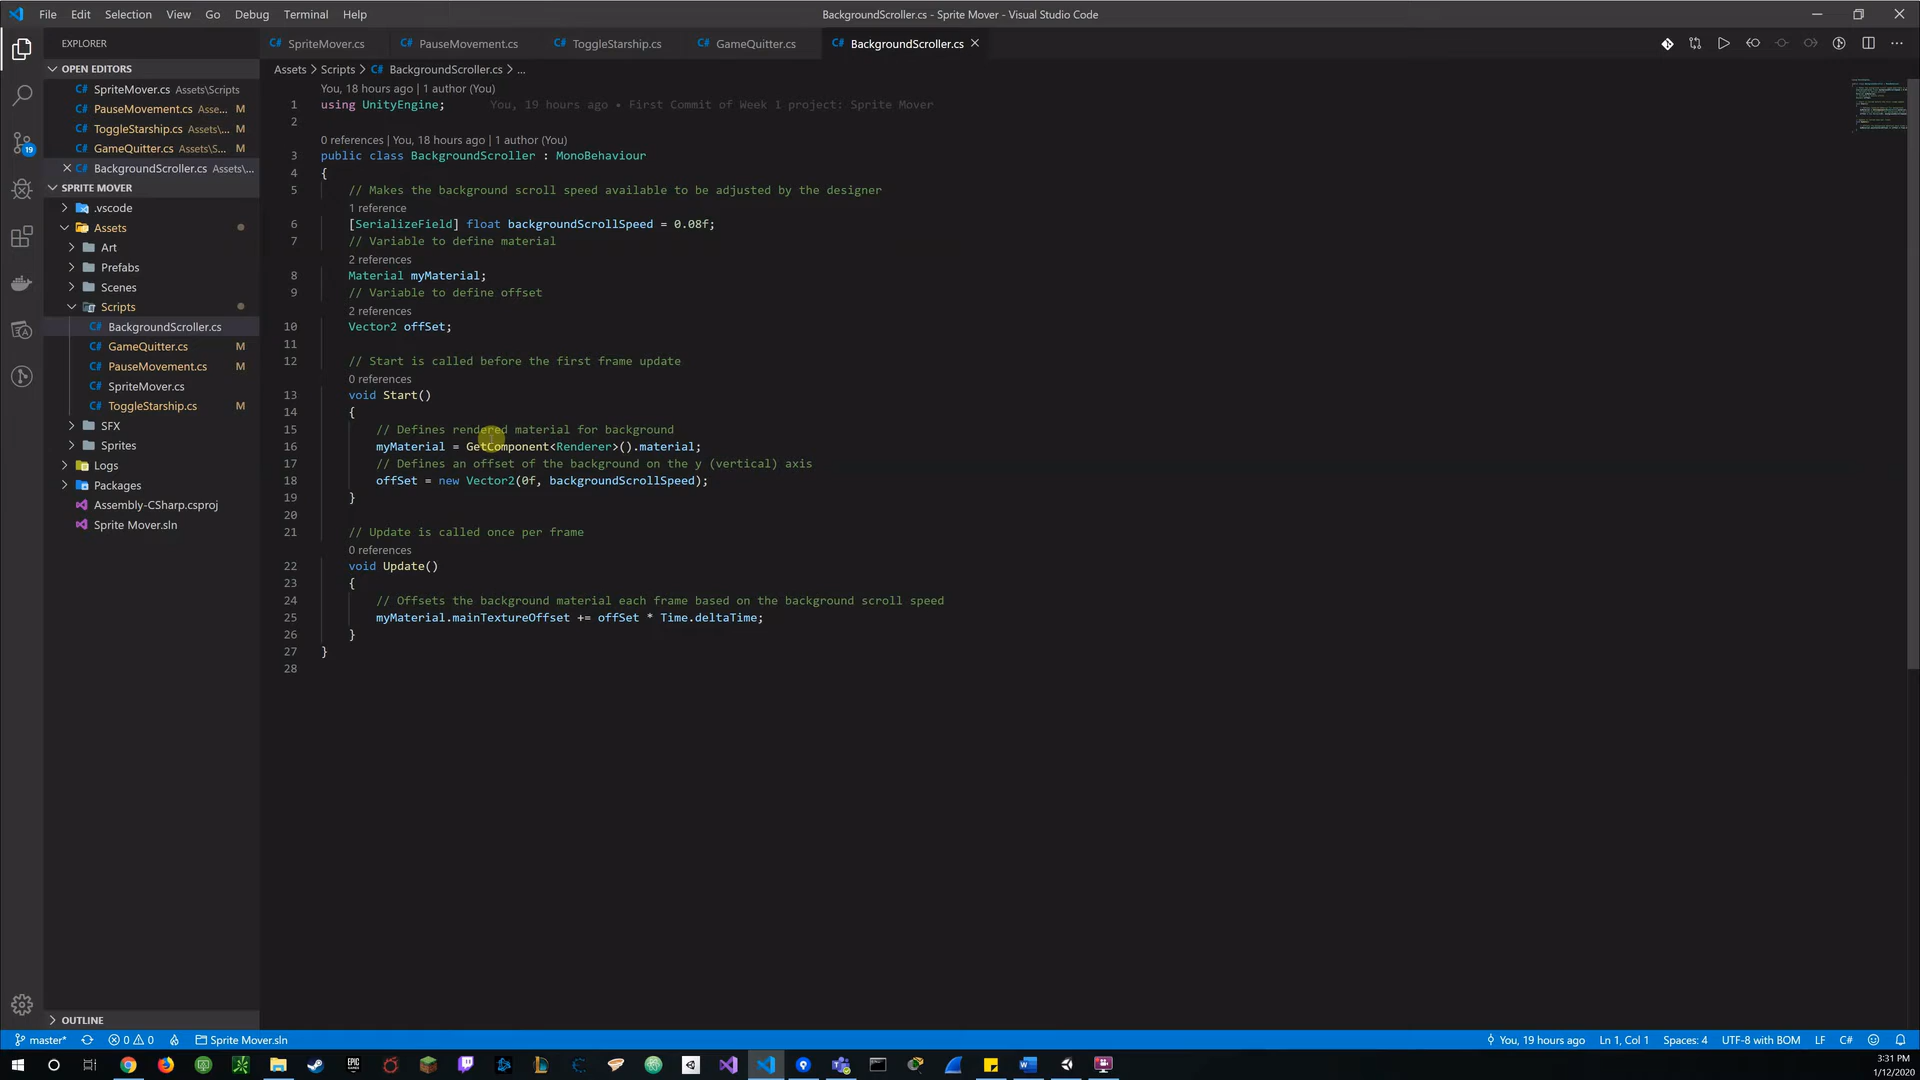 File Edit Selection View Go Debug Terminal Help
BackgroundScroller.cs - Sprite Mover - Visual Studio Code
EXPLORER
OPEN EDITORS
SpriteMover.cs Assets\Scripts
PauseMovement.cs Asse... M
ToggleStarship.cs Assets\... M
GameQuitter.cs Assets\S... M
BackgroundScroller.cs Assets\...
SPRITE MOVER
.vscode
Assets
Art
Prefabs
Scenes
Scripts
BackgroundScroller.cs
GameQuitter.cs M
PauseMovement.cs M
SpriteMover.cs
ToggleStarship.cs M
SFX
Sprites
Logs
Packages
Assembly-CSharp.csproj
Sprite Mover.sln
OUTLINE
19
SpriteMover.cs PauseMovement.cs ToggleStarship.cs GameQuitter.cs BackgroundScroller.cs
Assets > Scripts > BackgroundScroller.cs > ...
You, 18 hours ago | 1 author (You)
1 using UnityEngine; You, 19 hours ago • First Commit of Week 1 project: Sprite Mover
2
0 references | You, 18 hours ago | 1 author (You)
3 public class BackgroundScroller : MonoBehaviour
4 {
5 // Makes the background scroll speed available to be adjusted by the designer
1 reference
6 [SerializeField] float backgroundScrollSpeed = 0.08f;
7 // Variable to define material
2 references
8 Material myMaterial;
9 // Variable to define offset
2 references
10 Vector2 offSet;
11
12 // Start is called before the first frame update
0 references
13 void Start()
14 {
15 // Defines rendered material for background
16 myMaterial = GetComponent<Renderer>().material;
17 // Defines an offset of the background on the y (vertical) axis
18 offSet = new Vector2(0f, backgroundScrollSpeed);
19 }
20
21 // Update is called once per frame
0 references
22 void Update()
23 {
24 // Offsets the background material each frame based on the background scroll speed
25 myMaterial.mainTextureOffset += offSet * Time.deltaTime;
26 }
27 }
28
master* 0 0 Sprite Mover.sln
You, 19 hours ago Ln 1, Col 1 Spaces: 4 UTF-8 with BOM LF C#
3:31 PM
1/12/2020